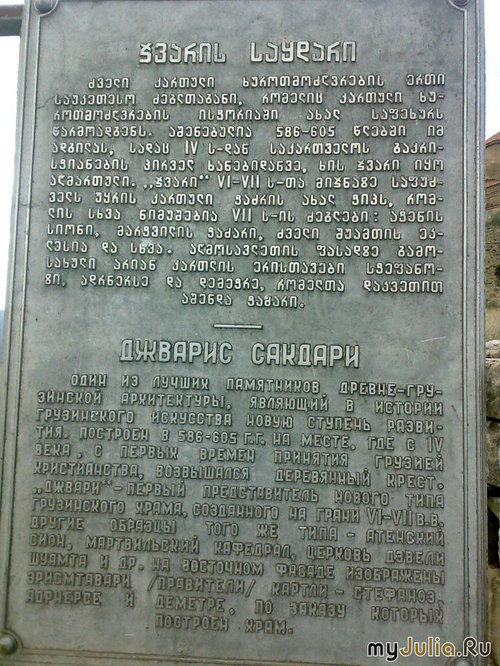 ჯვარის საყდარი
ძველი ქართული ხუროთმოძღვრების ერთი
საუკეთესო ძეგლთაგანი, რომელიც ქართული ხუ-
როთმოძღვრების ისტორიაში ახალ საფეხურს
წარმოადგენს. აშენებულია 586-605 წლებში იმ
ადგილას, სადაც IV ს-დან საქართველოს გაქრი-
სტიანების პირველ ხანებიდანვე, ხის ჯვარი იყო
აღმართული. „ჯვარი“ VI-VII ს-თა მიჯნაზე საფუძ-
ველს უყრის ქართული ტაძრის ახალ ტიპს, რომ-
ლის სხვა ნიმუშებია VII ს-ის ძეგლები: ატენის
სიონი, მარტვილის ტაძარი, ძველი შუამთის ეკ-
ლესია და სხვა. აღმოსავლეთის ფასადზე გამო-
სახული არიან ქართლის ერისთავები სტეფანო-
ზი, ადრნერსე და დემეტრე, რომელთა დაკვეთით
აშენდა ტაძარი.
ДЖВАРИС САКДАРИ
ОДИН ИЗ ЛУЧШИХ ПАМЯТНИКОВ ДРЕВНЕ-ГРУ-
ЗИНСКОЙ АРХИТЕКТУРЫ, ЯВЛЯЮЩИЙ В ИСТОРИИ
ГРУЗИНСКОГО ИСКУССТВА НОВУЮ СТУПЕНЬ РАЗВИ-
ТИЯ. ПОСТРОЕН В 586-605 Г.Г. НА МЕСТЕ, ГДЕ С IV
ВЕКА, С ПЕРВЫХ ВРЕМЕН ПРИНЯТИЯ ГРУЗИЕЙ
ХРИСТИАНСТВА, ВОЗВЫШАЛСЯ ДЕРЕВЯННЫЙ КРЕСТ.
„ДЖВАРИ“-ПЕРВЫЙ ПРЕДСТАВИТЕЛЬ НОВОГО ТИПА
ГРУЗИНСКОГО ХРАМА, СОЗДАННОГО НА ГРАНИ VI-VII В.В.
ДРУГИЕ ОБРАЗЦЫ ТОГО ЖЕ ТИПА - АТЕНСКИЙ
СИОН, МАРТВИЛЬСКИЙ КАФЕДРАЛ, ЦЕРКОВЬ ДЗВЕЛИ
ШУАМТА И ДР. НА ВОСТОЧНОМ ФАСАДЕ ИЗОБРАЖЕНЫ
ЭРИСМТАВАРИ /ПРАВИТЕЛИ/ КАРТЛИ - СТЕФАНОЗ,
АДРНЕРСЕ И ДЕМЕТРЕ, ПО ЗАКАЗУ КОТОРЫХ
ПОСТРОЕН ХРАМ.
myJulia.Ru